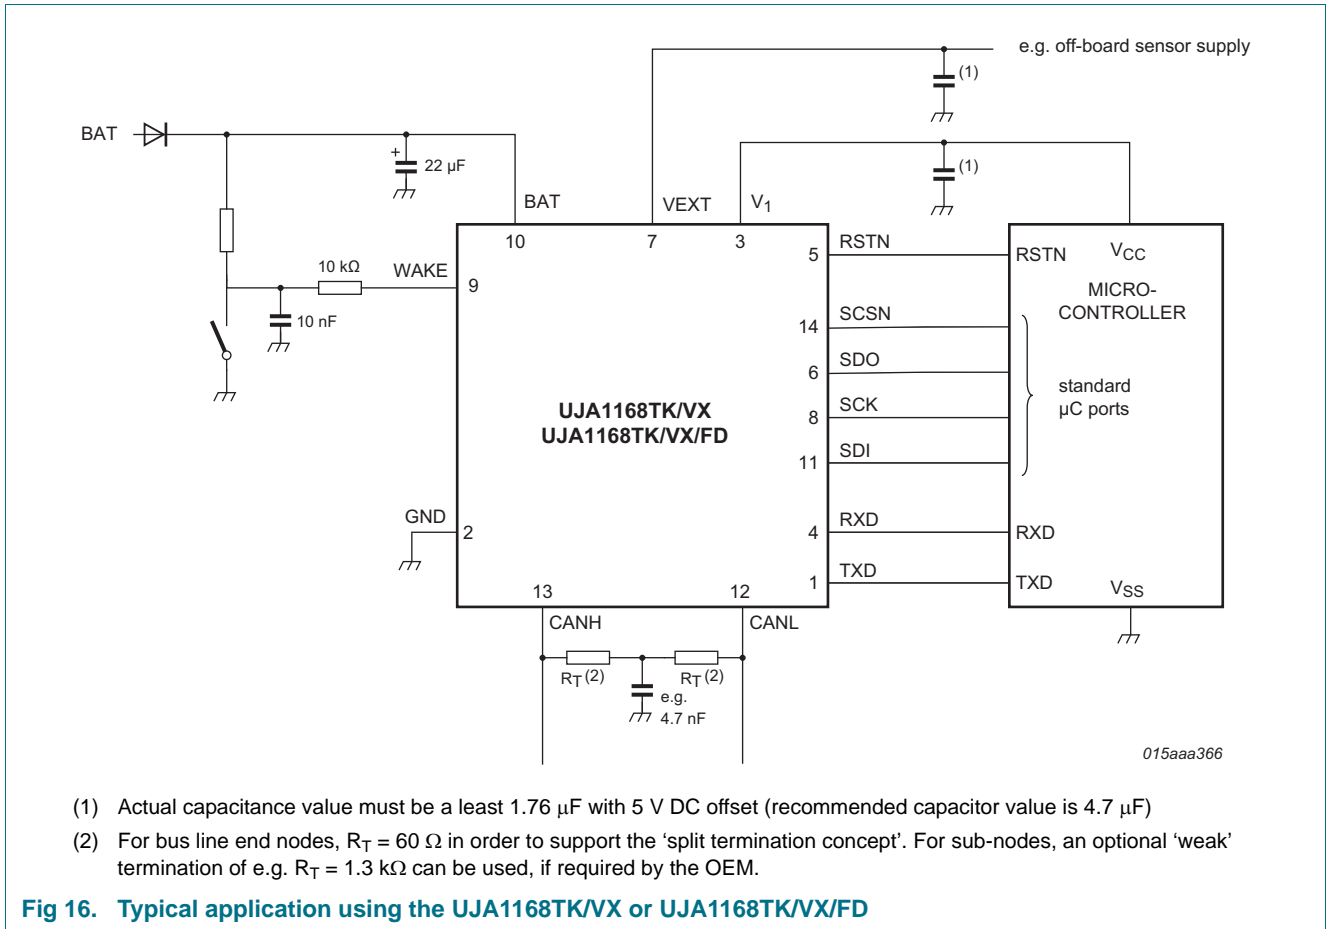 e.g. off-board sensor supply
(1)
BAT
+
22 µF
(1)
BAT
VEXT
V1
10
7
3
5
RSTN
RSTN
VCC
10 kΩ
WAKE
9
MICRO-
CONTROLLER
10 nF
14
SCSN
6
SDO
standard
µC ports
8
SCK
UJA1168TK/VX
UJA1168TK/VX/FD
11
SDI
GND
2
4
RXD
RXD
1
TXD
TXD
VSS
13
12
CANH
CANL
RT(2)
RT(2)
e.g.
4.7 nF
015aaa366
(1) Actual capacitance value must be a least 1.76 µF with 5 V DC offset (recommended capacitor value is 4.7 µF)
(2) For bus line end nodes, RT = 60 Ω in order to support the ‘split termination concept’. For sub-nodes, an optional ‘weak’
termination of e.g. RT = 1.3 kΩ can be used, if required by the OEM.
Fig 16. Typical application using the UJA1168TK/VX or UJA1168TK/VX/FD